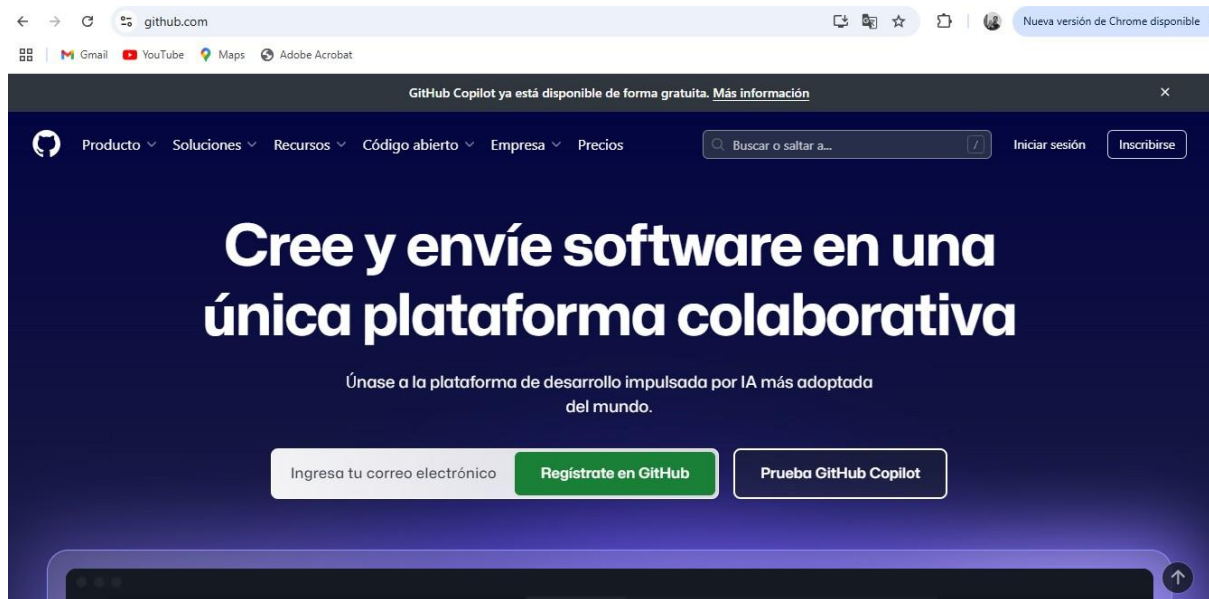 github.com
Nueva versión de Chrome disponible
Gmail YouTube Maps Adobe Acrobat
GitHub Copilot ya está disponible de forma gratuita. Más información
Producto Soluciones Recursos Código abierto Empresa Precios Buscar o saltar a... / Iniciar sesión Inscribirse
Cree y envíe software en una
única plataforma colaborativa
Únase a la plataforma de desarrollo impulsada por IA más adoptada
del mundo.
Ingresa tu correo electrónico Regístrate en GitHub Prueba GitHub Copilot